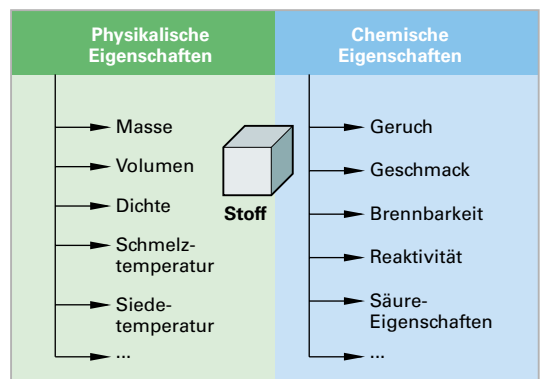 Physikalische
Eigenschaften
Masse
Volumen
Dichte
Schmelz-
temperatur
Siede-
temperatur
...
Stoff
Chemische
Eigenschaften
Geruch
Geschmack
Brennbarkeit
Reaktivität
Säure-
Eigenschaften
...